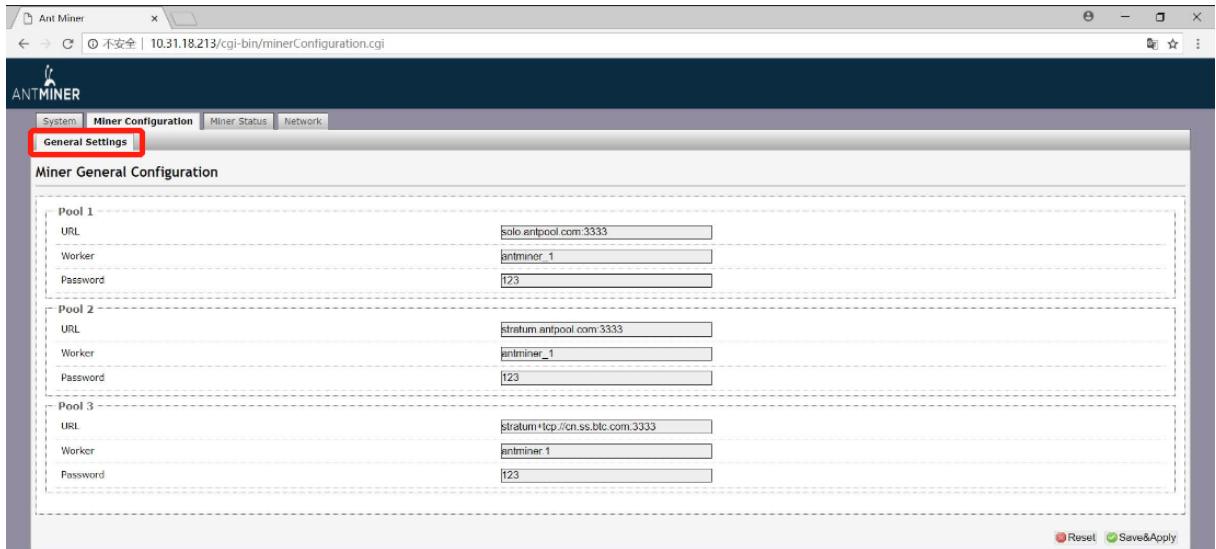 Ant Miner
不安全 | 10.31.18.213/cgi-bin/minerConfiguration.cgi
ANTMINER
System Miner Configuration Miner Status Network
General Settings
Miner General Configuration
Pool 1
URL solo.antpool.com:3333
Worker antminer_1
Password 123
Pool 2
URL stratum.antpool.com:3333
Worker antminer_1
Password 123
Pool 3
URL stratum+tcp://cn.ss.btc.com:3333
Worker antminer.1
Password 123
Reset Save&Apply